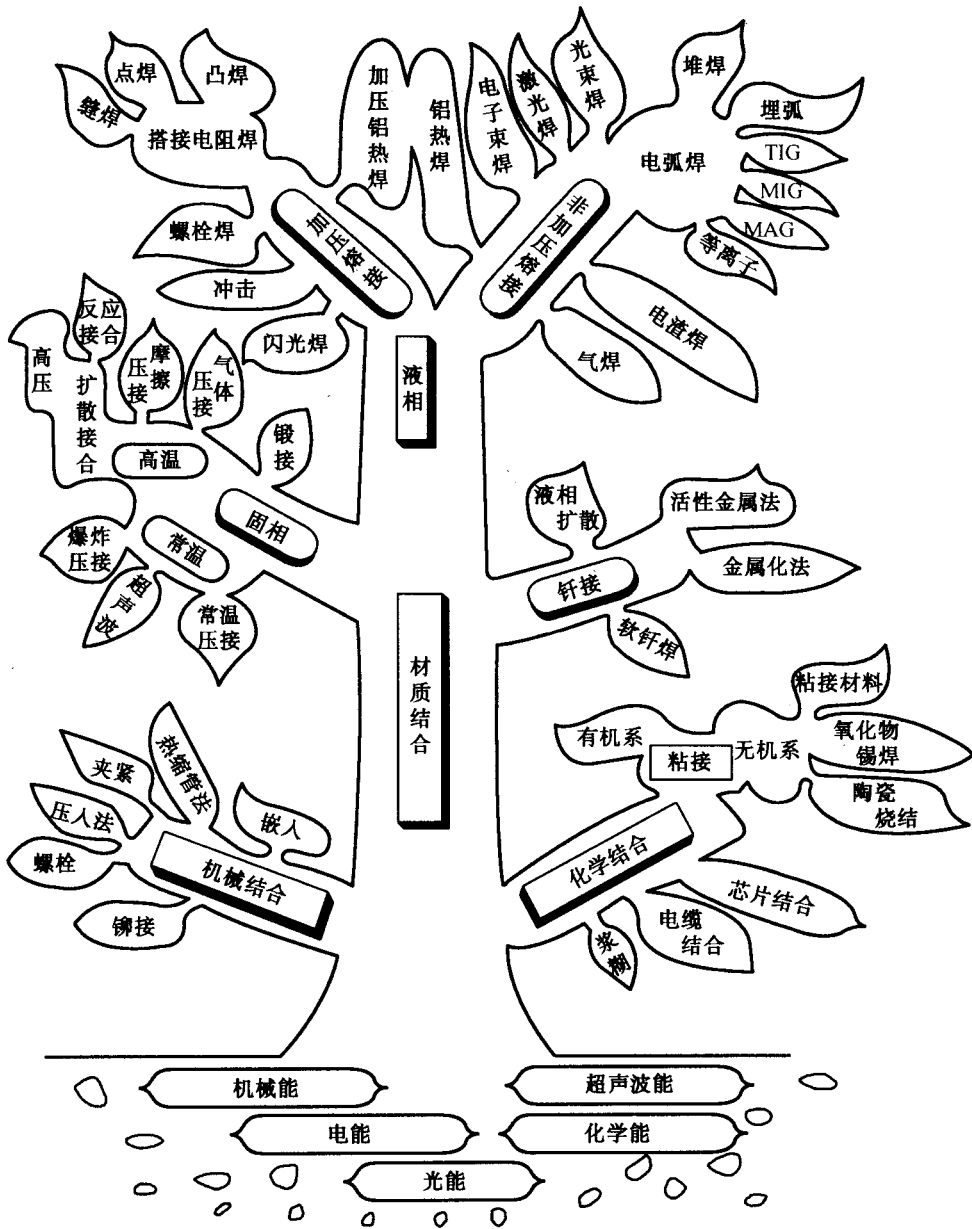 点焊
凸焊
缝焊
搭接电阻焊
螺栓焊
冲击
闪光焊
加压熔接
加压铝热焊
铝热焊
电子束焊
激光焊
光束焊
非加压熔接
堆焊
电弧焊
埋弧
TIG
MIG
MAG
等离子
电渣焊
气焊
液相
高压
反应
接合
扩散接合
摩擦
压接
气体
压接
高温
锻接
固相
常温
爆炸
压接
超声波
常温
压接
液相
扩散
活性金属法
钎接
金属化法
软钎焊
材质结合
有机系
粘接
无机系
粘接材料
氧化物
锡焊
陶瓷
烧结
化学结合
芯片结合
电缆
结合
浆糊
夹紧
热缩管法
压人法
嵌人
螺栓
机械结合
铆接
机械能
超声波能
电能
化学能
光能